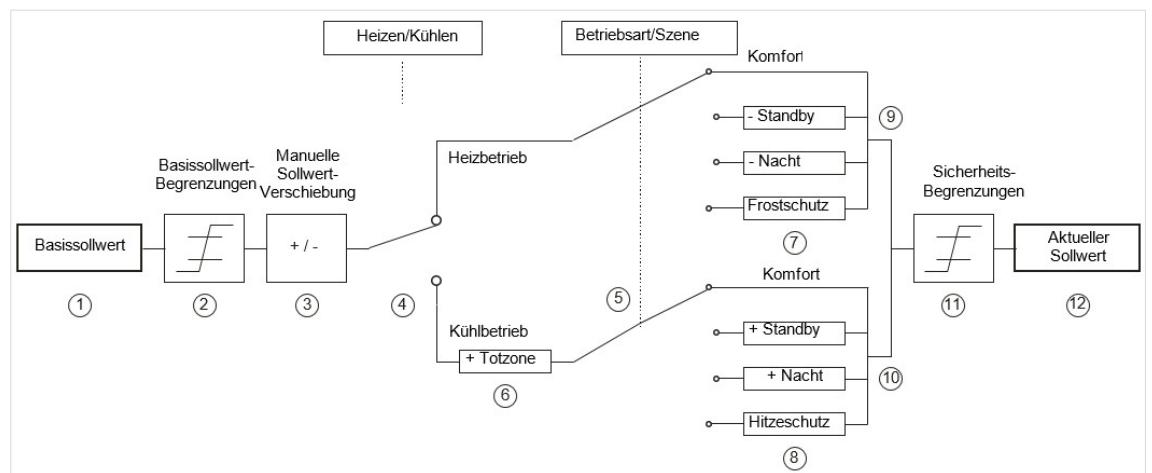 Heizen/Kühlen
Betriebsart/Szene
Komfort
- Standby
9
- Nacht
Frostschutz
7
Heizbetrieb
Basissollwert-
Begrenzungen
Manuelle
Sollwert-
Verschiebung
Sicherheits-
Begrenzungen
Basissollwert
+ / -
Aktueller
Sollwert
1
2
3
4
5
11
12
Komfort
Kühlbetrieb
+ Totzone
6
+ Standby
+ Nacht
10
Hitzeschutz
8